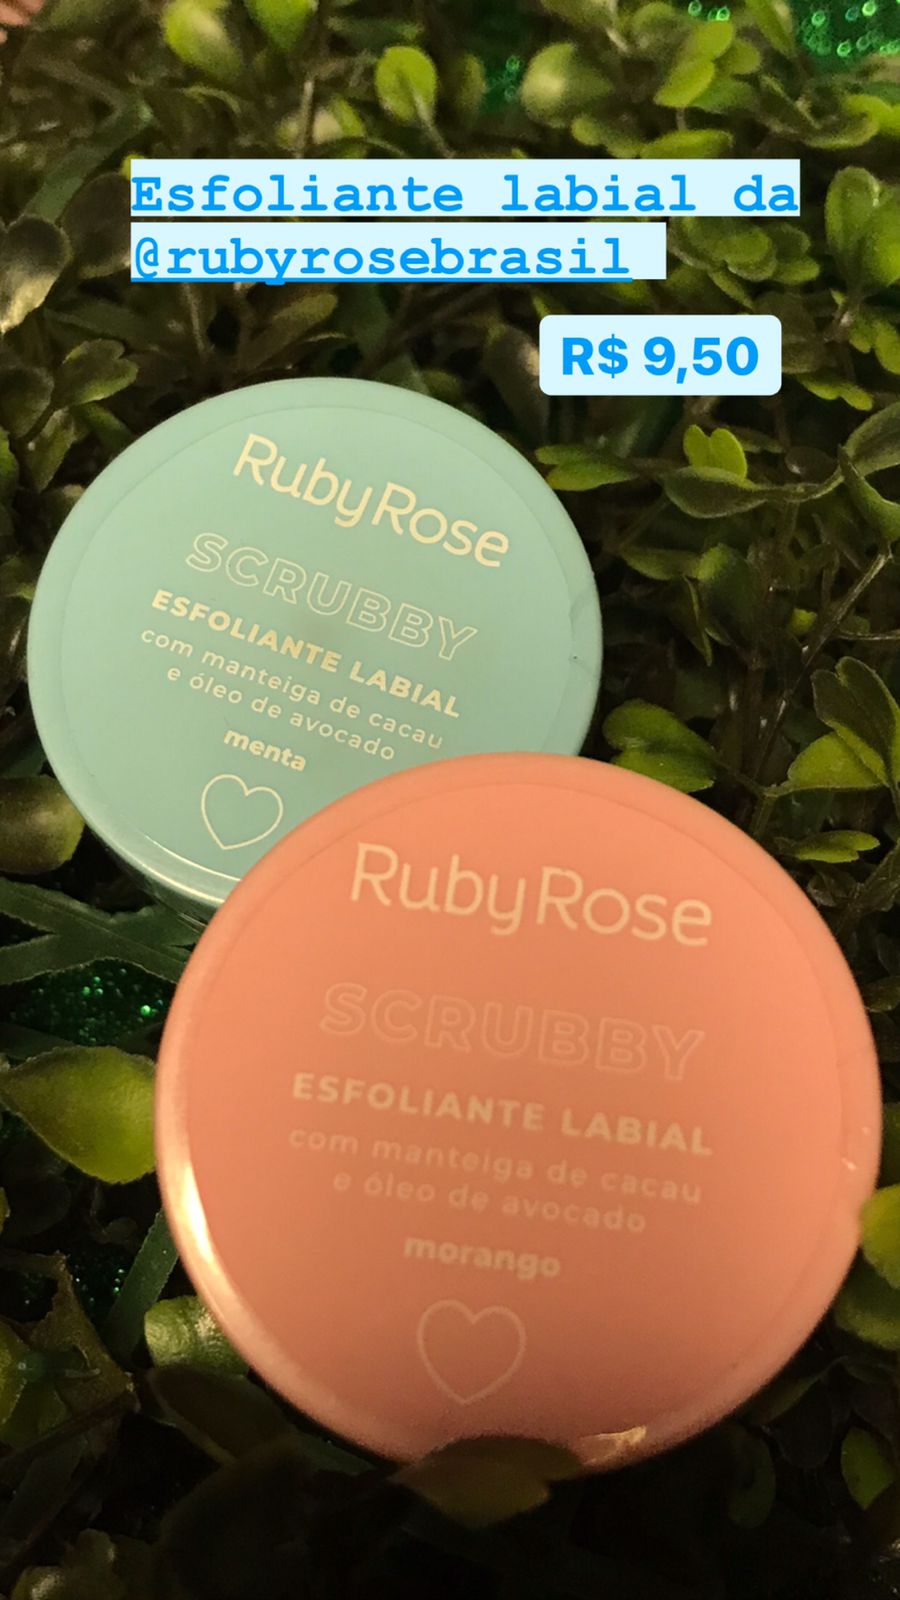 Esfoliante labial da
@rubyrosebrasil
R$ 9,50
RubyRose
SCRUBBY
ESFOLIANTE LABIAL
com manteiga de cacau
e óleo de avocado
menta
RubyRose
SCRUBBY
ESFOLIANTE LABIAL
com manteiga de cacau
e óleo de avocado
morango